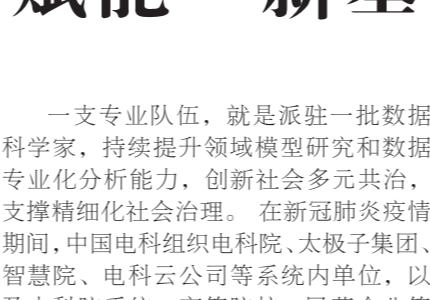 赋能 新基
一支专业队伍，就是派驻一批数据
科学家，持续提升领域模型研究和数据
专业化分析能力，创新社会多元共治，
支撑精细化社会治理。 在新冠肺炎疫情
期间，中国电科组织电科院、太极子集团、
智慧院、电科云公司等系统内单位，以